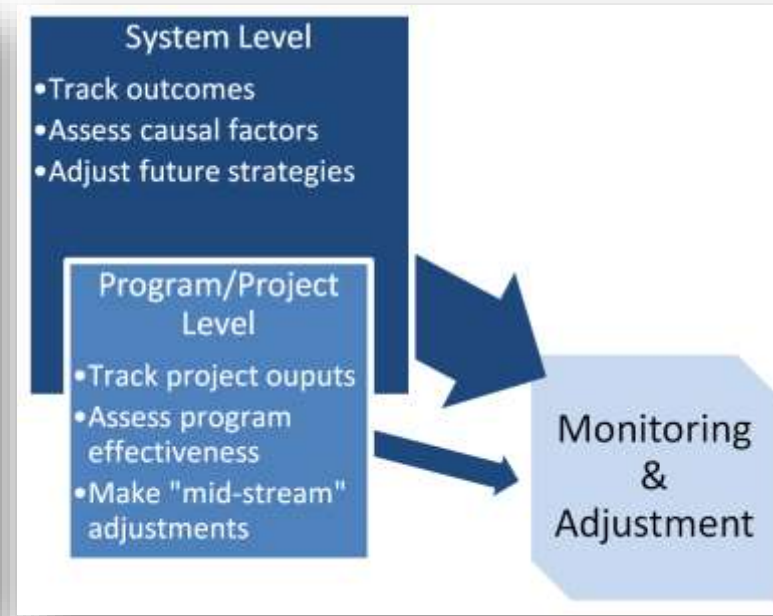 System Level
•Track outcomes
•Assess causal factors
•Adjust future strategies
Program/Project
Level
•Track project ouputs
•Assess program
effectiveness
•Make "mid-stream"
adjustments
Monitoring
&
Adjustment